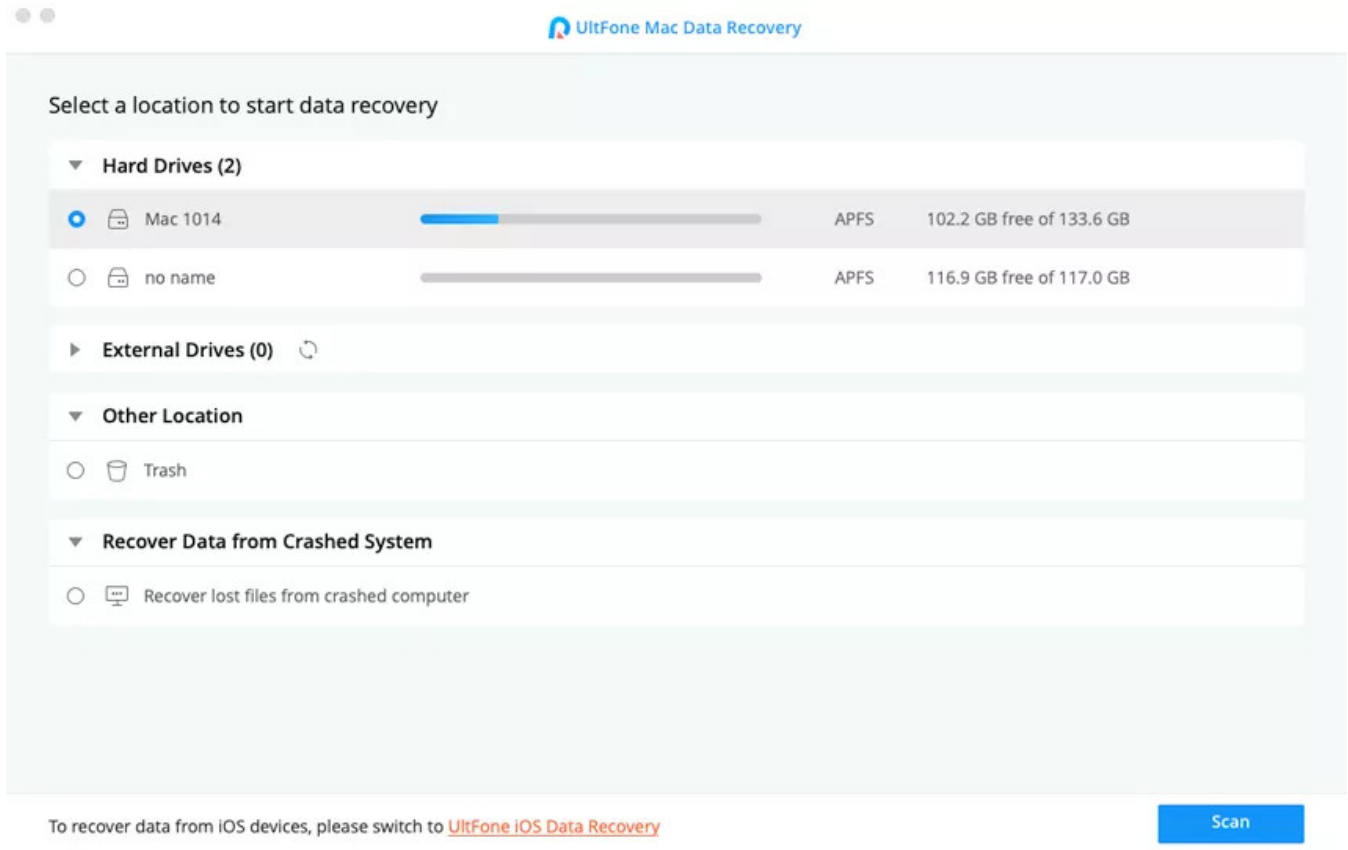 UltFone Mac Data Recovery
Select a location to start data recovery
Hard Drives (2)
Mac 1014 APFS 102.2 GB free of 133.6 GB
no name APFS 116.9 GB free of 117.0 GB
External Drives (0)
Other Location
Trash
Recover Data from Crashed System
Recover lost files from crashed computer
To recover data from iOS devices, please switch to UltFone iOS Data Recovery
Scan